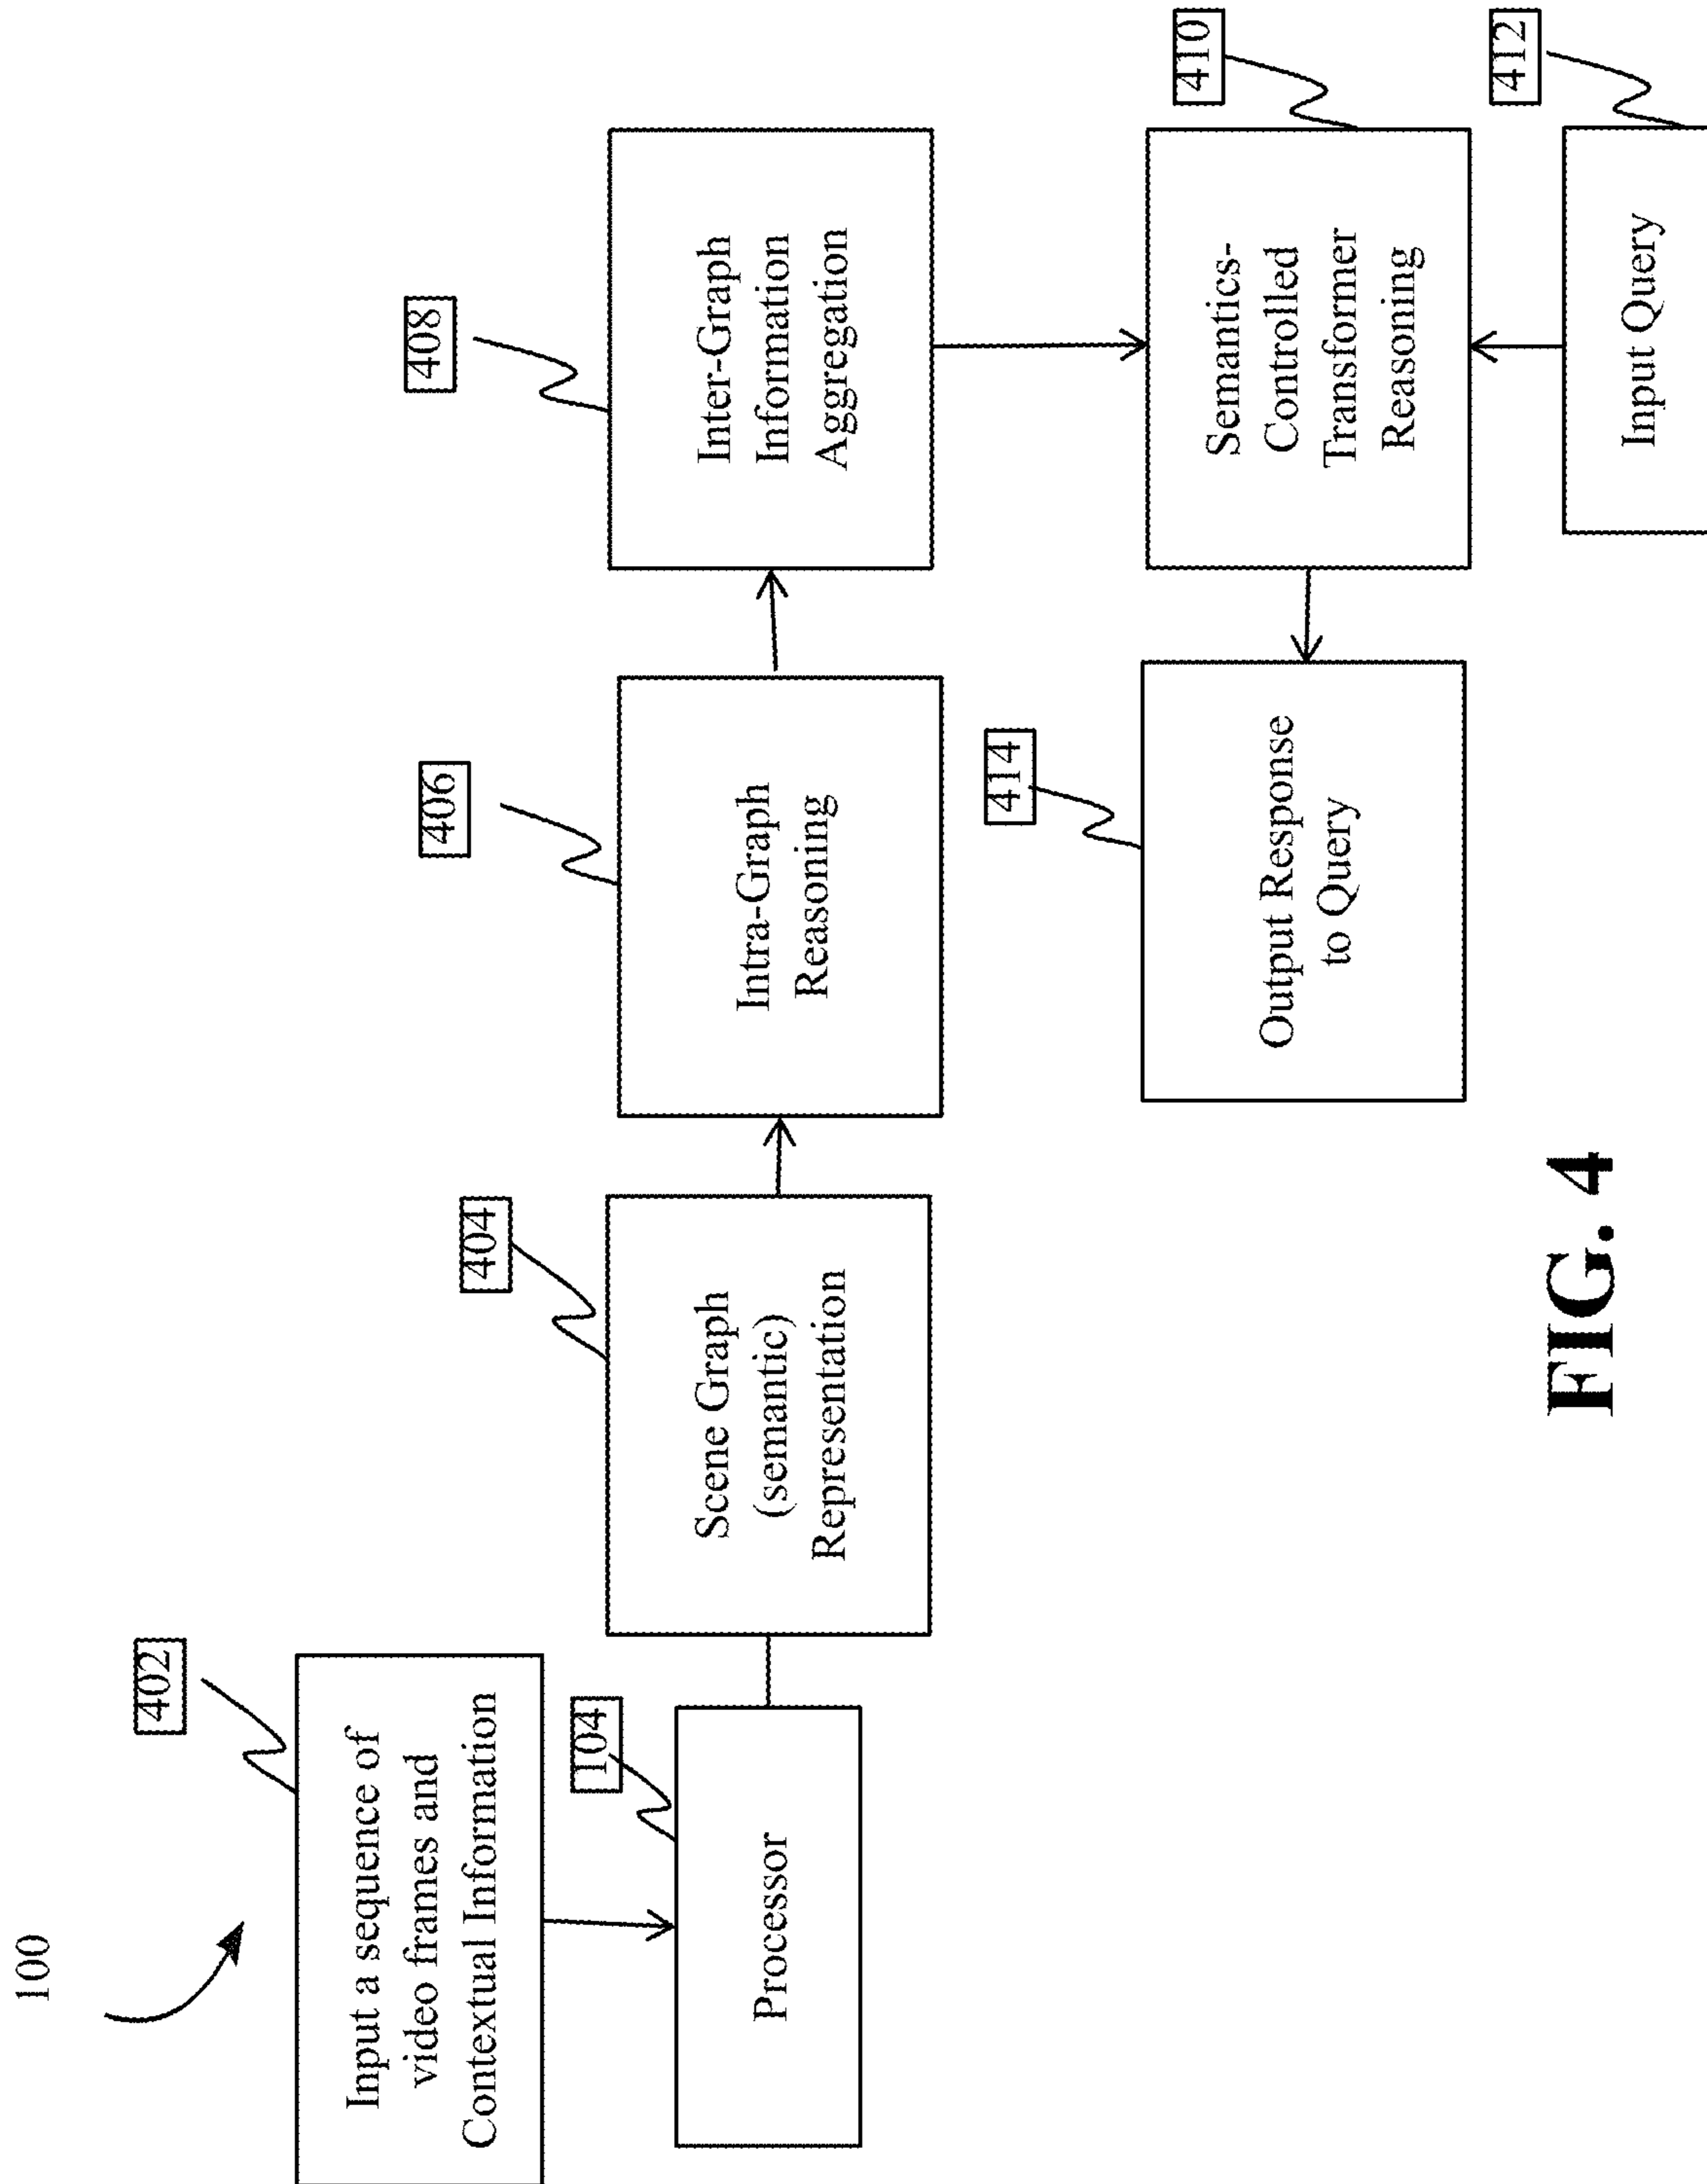 100
402
Input a sequence of
video frames and
Contextual Information
104
Processor
404
Scene Graph
(semantic)
Representation
406
Intra-Graph
Reasoning
408
Inter-Graph
Information
Aggregation
410
Semantics-
Controlled
Transformer
Reasoning
412
Input Query
414
Output Response
to Query
FIG. 4